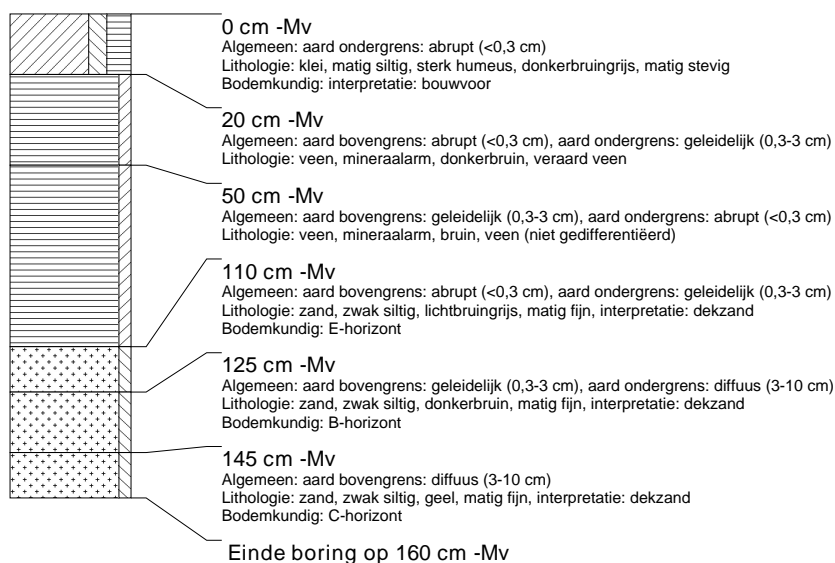 0 cm -Mv
Algemeen: aard ondergrens: abrupt (<0,3 cm)
Lithologie: klei, matig siltig, sterk humeus, donkerbruingrijs, matig stevig
Bodemkundig: interpretatie: bouwvoor
20 cm -Mv
Algemeen: aard bovengrens: abrupt (<0,3 cm), aard ondergrens: geleidelijk (0,3-3 cm)
Lithologie: veen, mineraalarm, donkerbruin, veraard veen
50 cm -Mv
Algemeen: aard bovengrens: geleidelijk (0,3-3 cm), aard ondergrens: abrupt (<0,3 cm)
Lithologie: veen, mineraalarm, bruin, veen (niet gedifferentiëerd)
110 cm -Mv
Algemeen: aard bovengrens: abrupt (<0,3 cm), aard ondergrens: geleidelijk (0,3-3 cm)
Lithologie: zand, zwak siltig, lichtbruingrijs, matig fijn, interpretatie: dekzand
Bodemkundig: E-horizont
125 cm -Mv
Algemeen: aard bovengrens: geleidelijk (0,3-3 cm), aard ondergrens: diffuus (3-10 cm)
Lithologie: zand, zwak siltig, donkerbruin, matig fijn, interpretatie: dekzand
Bodemkundig: B-horizont
145 cm -Mv
Algemeen: aard bovengrens: diffuus (3-10 cm)
Lithologie: zand, zwak siltig, geel, matig fijn, interpretatie: dekzand
Bodemkundig: C-horizont
Einde boring op 160 cm -Mv